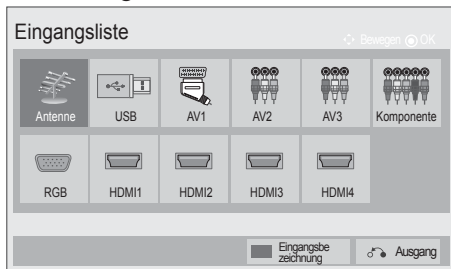 Eingangsliste
Bewegen OK
Antenne USB AV1 AV2 AV3 Komponente
RGB HDMI1 HDMI2 HDMI3 HDMI4
Eingangsbe
zeichnung
Ausgang